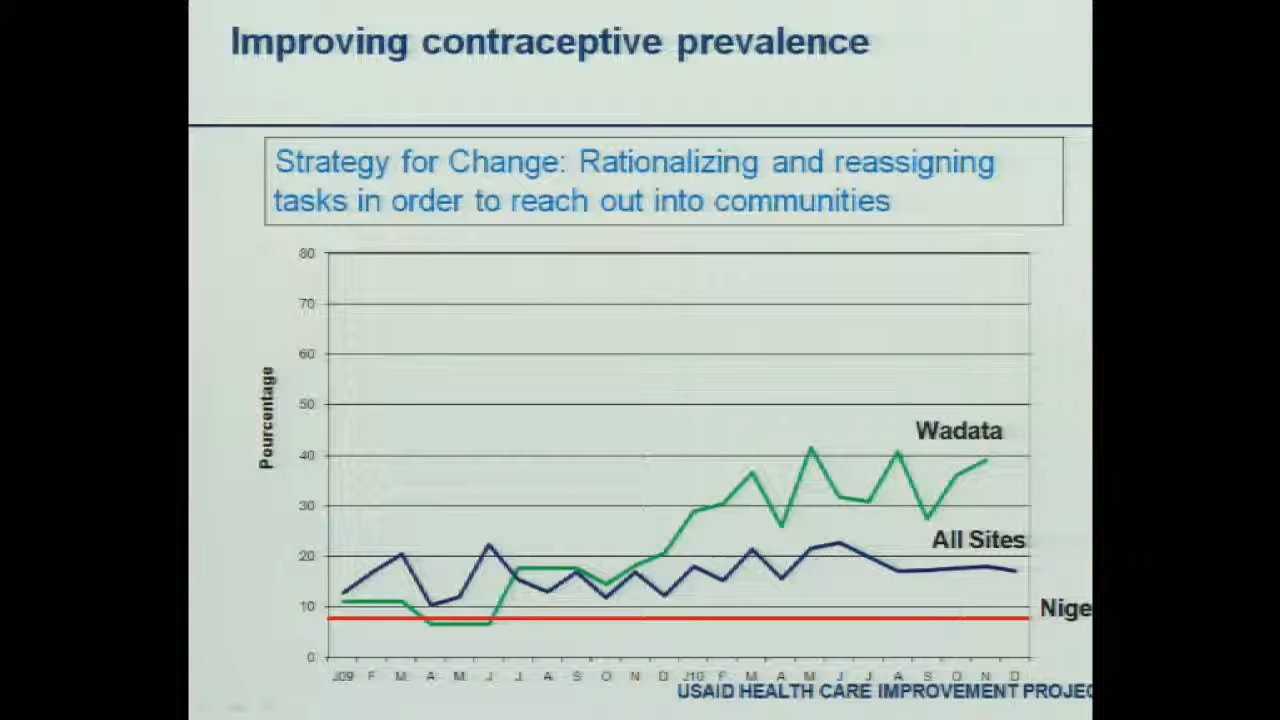 Improving contraceptive prevalence
Strategy for Change: Rationalizing and reassigning
tasks in order to reach out into communities
80
70
60
50
40
30
20
10
0
Pourcentage
Wadata
All Sites
Nige
J09 F M A M J J A S O N D J10 F M A M J J A S O N D
USAID HEALTH CARE IMPROVEMENT PROJEC